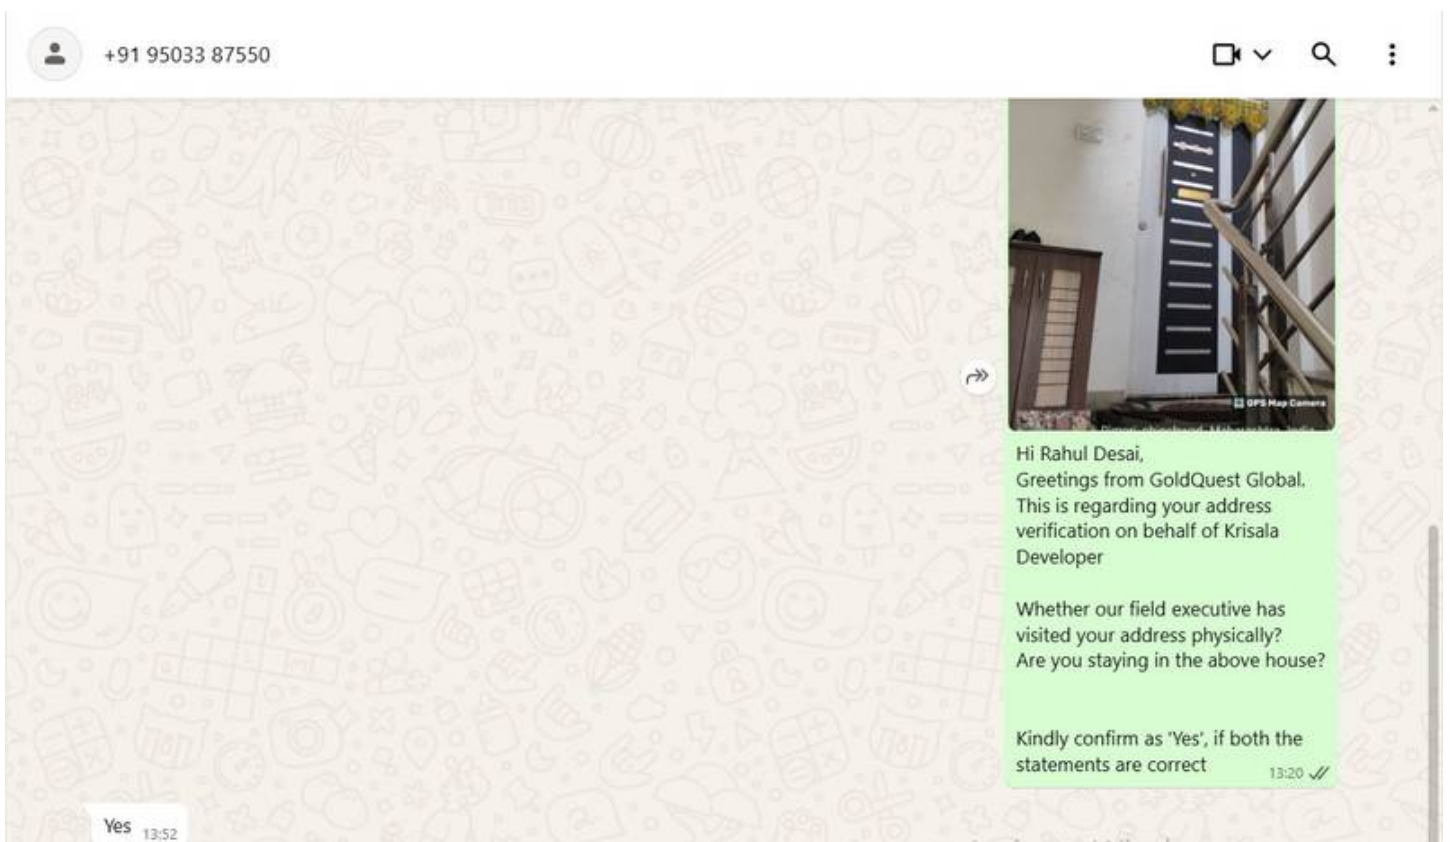 +91 95033 87550
GPS Map Camera
Hi Rahul Desai,
Greetings from GoldQuest Global.
This is regarding your address
verification on behalf of Krisala
Developer
Whether our field executive has
visited your address physically?
Are you staying in the above house?
Kindly confirm as 'Yes', if both the
statements are correct
13:20
Yes 13:52